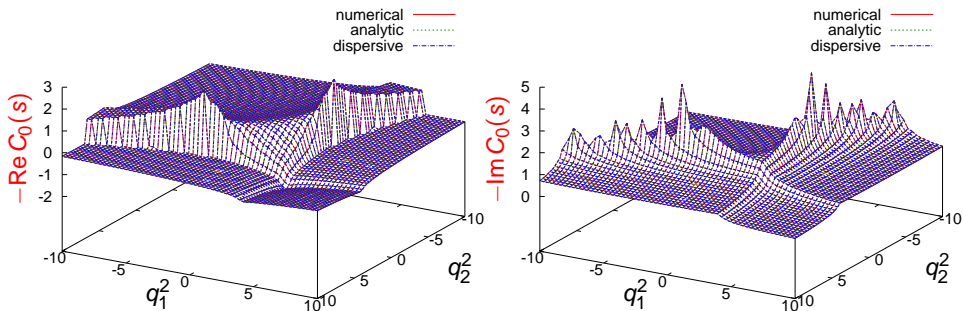 numerical
analytic
dispersive
−Re C₀(s)
3
2
1
0
-1
-2
-10
-5
0
5
10
q₁²
-10
-5
0
5
10
q₂²
numerical
analytic
dispersive
−Im C₀(s)
5
4
3
2
1
0
-10
-5
0
5
10
q₁²
-10
-5
0
5
10
q₂²